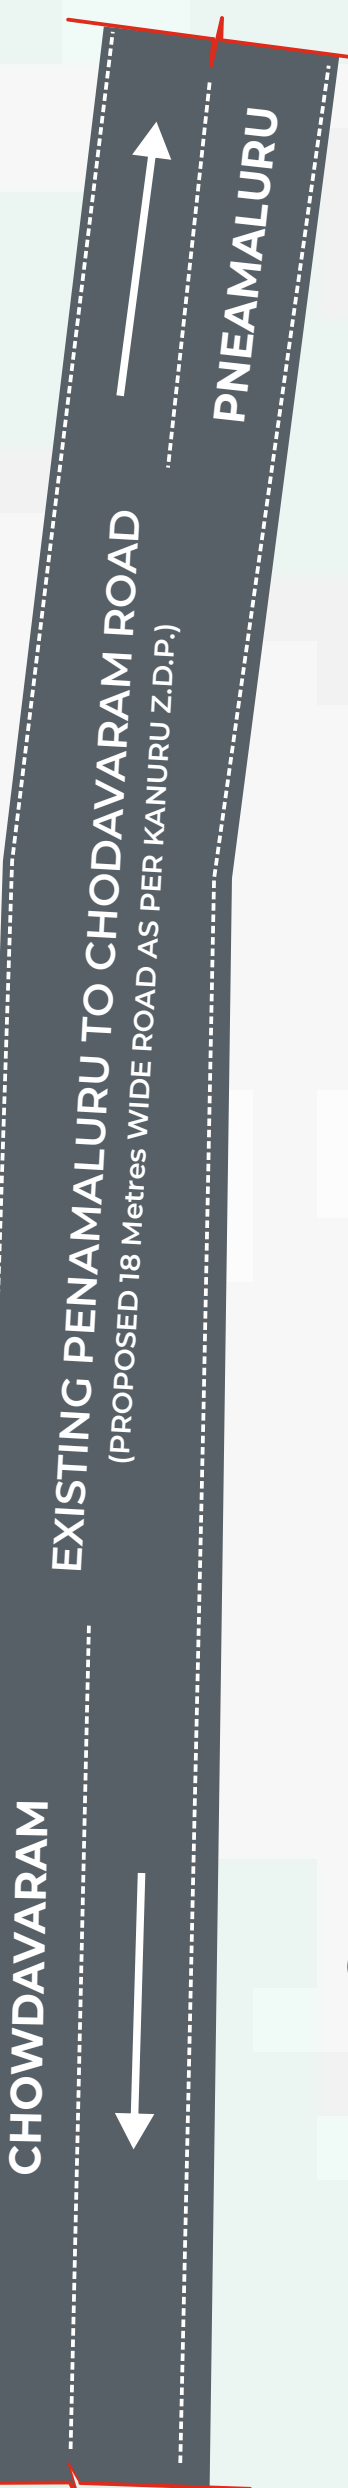 PNEAMALURU
EXISTING PENAMALURU TO CHODAVARAM ROAD
(PROPOSED 18 Metres WIDE ROAD AS PER KANURU Z.D.P.)
CHOWDAVARAM